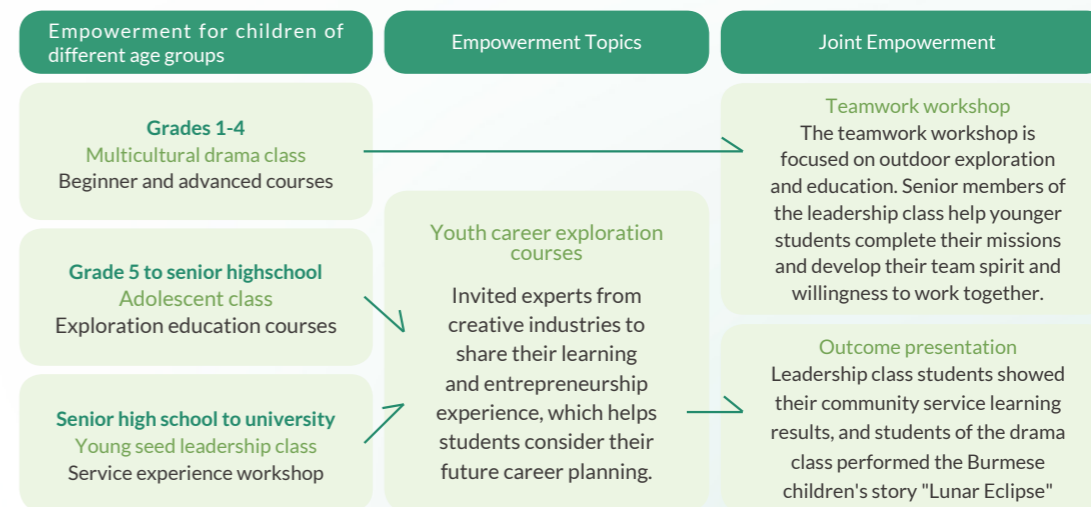 Empowerment for children of
different age groups
Grades 1-4
Multicultural drama class
Beginner and advanced courses
Grade 5 to senior highschool
Adolescent class
Exploration education courses
Senior high school to university
Young seed leadership class
Service experience workshop
Empowerment Topics
Youth career exploration
courses
Invited experts from
creative industries to
share their learning
and entrepreneurship
experience, which helps
students consider their
future career planning.
Joint Empowerment
Teamwork workshop
The teamwork workshop is
focused on outdoor exploration
and education. Senior members of
the leadership class help younger
students complete their missions
and develop their team spirit and
willingness to work together.
Outcome presentation
Leadership class students showed
their community service learning
results, and students of the drama
class performed the Burmese
children's story "Lunar Eclipse"